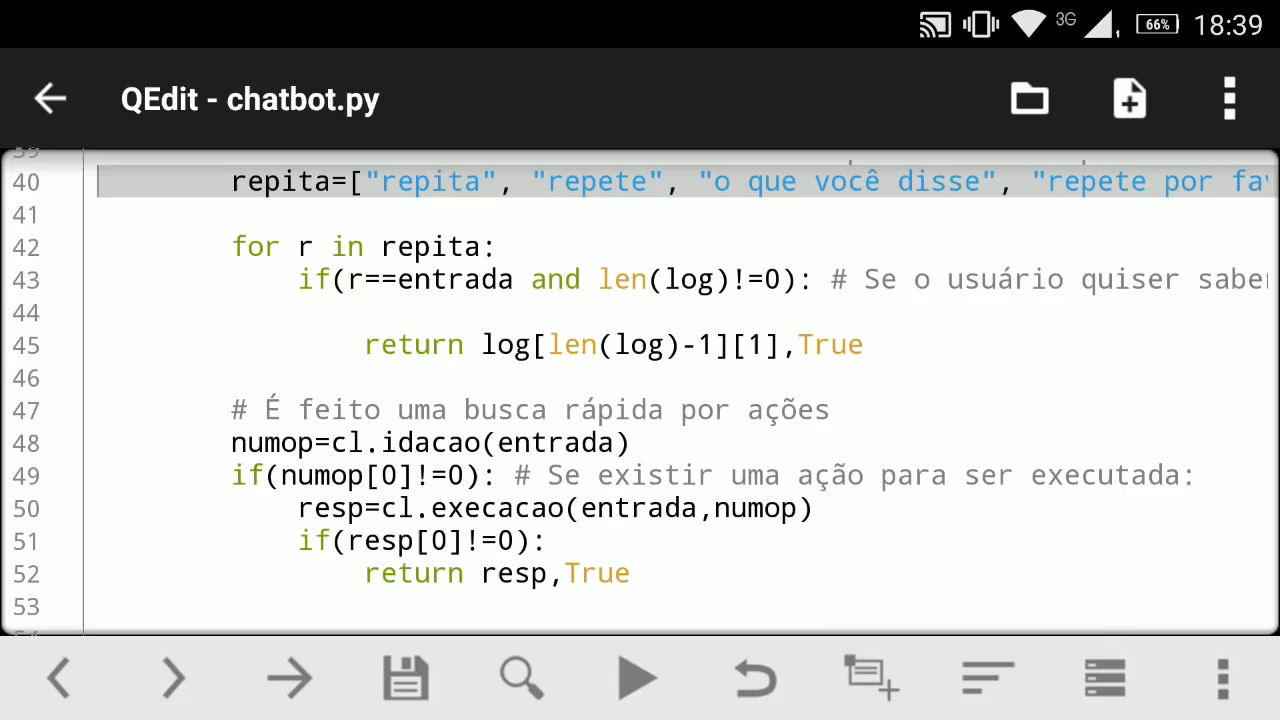 3G 66% 18:39
QEdit - chatbot.py
39
40 repita=["repita", "repete", "o que você disse", "repete por fav
41
42 for r in repita:
43 if(r==entrada and len(log)!=0): # Se o usuário quiser saber
44
45 return log[len(log)-1][1],True
46
47 # É feito uma busca rápida por ações
48 numop=cl.idacao(entrada)
49 if(numop[0]!=0): # Se existir uma ação para ser executada:
50 resp=cl.execacao(entrada,numop)
51 if(resp[0]!=0):
52 return resp,True
53